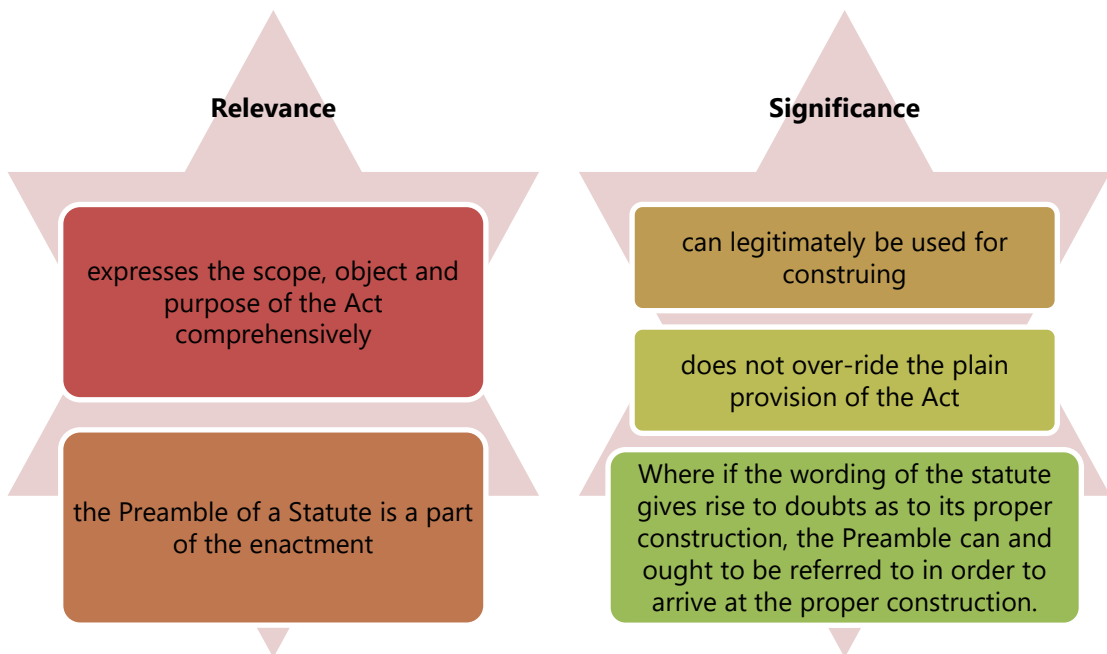 Relevance
expresses the scope, object and
purpose of the Act
comprehensively
the Preamble of a Statute is a part
of the enactment
Significance
can legitimately be used for
construing
does not over-ride the plain
provision of the Act
Where if the wording of the statute
gives rise to doubts as to its proper
construction, the Preamble can and
ought to be referred to in order to
arrive at the proper construction.